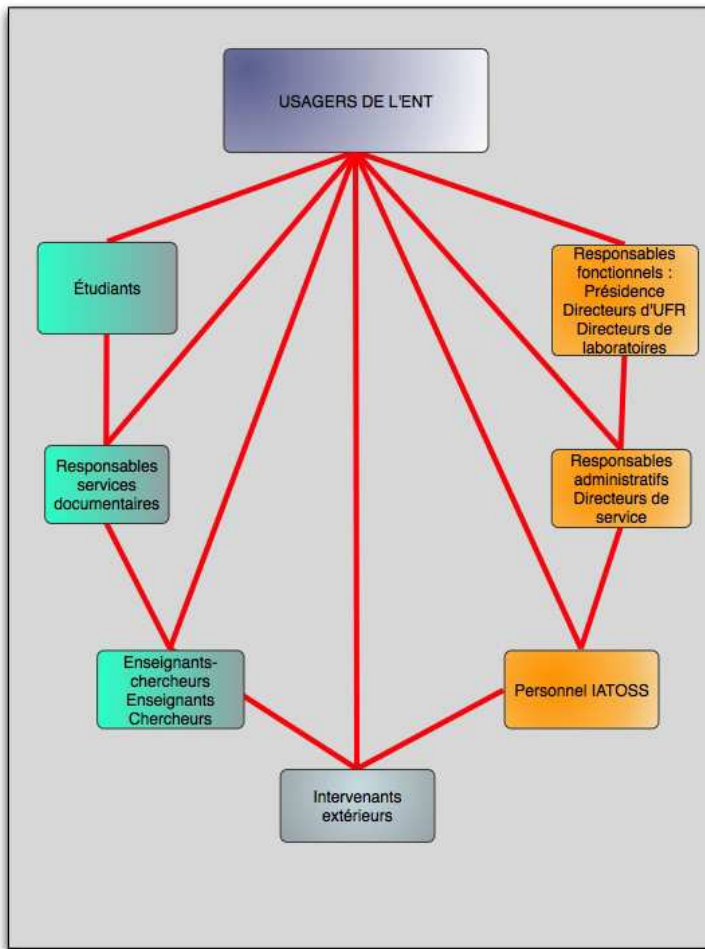 USAGERS DE L'ENT
Étudiants
Responsables
fonctionnels :
Présidence
Directeurs d'UFR
Directeurs de
laboratoires
Responsables
services
documentaires
Responsables
administratifs
Directeurs de
service
Enseignants-
chercheurs
Enseignants
Chercheurs
Personnel IATOSS
Intervenants
extérieurs